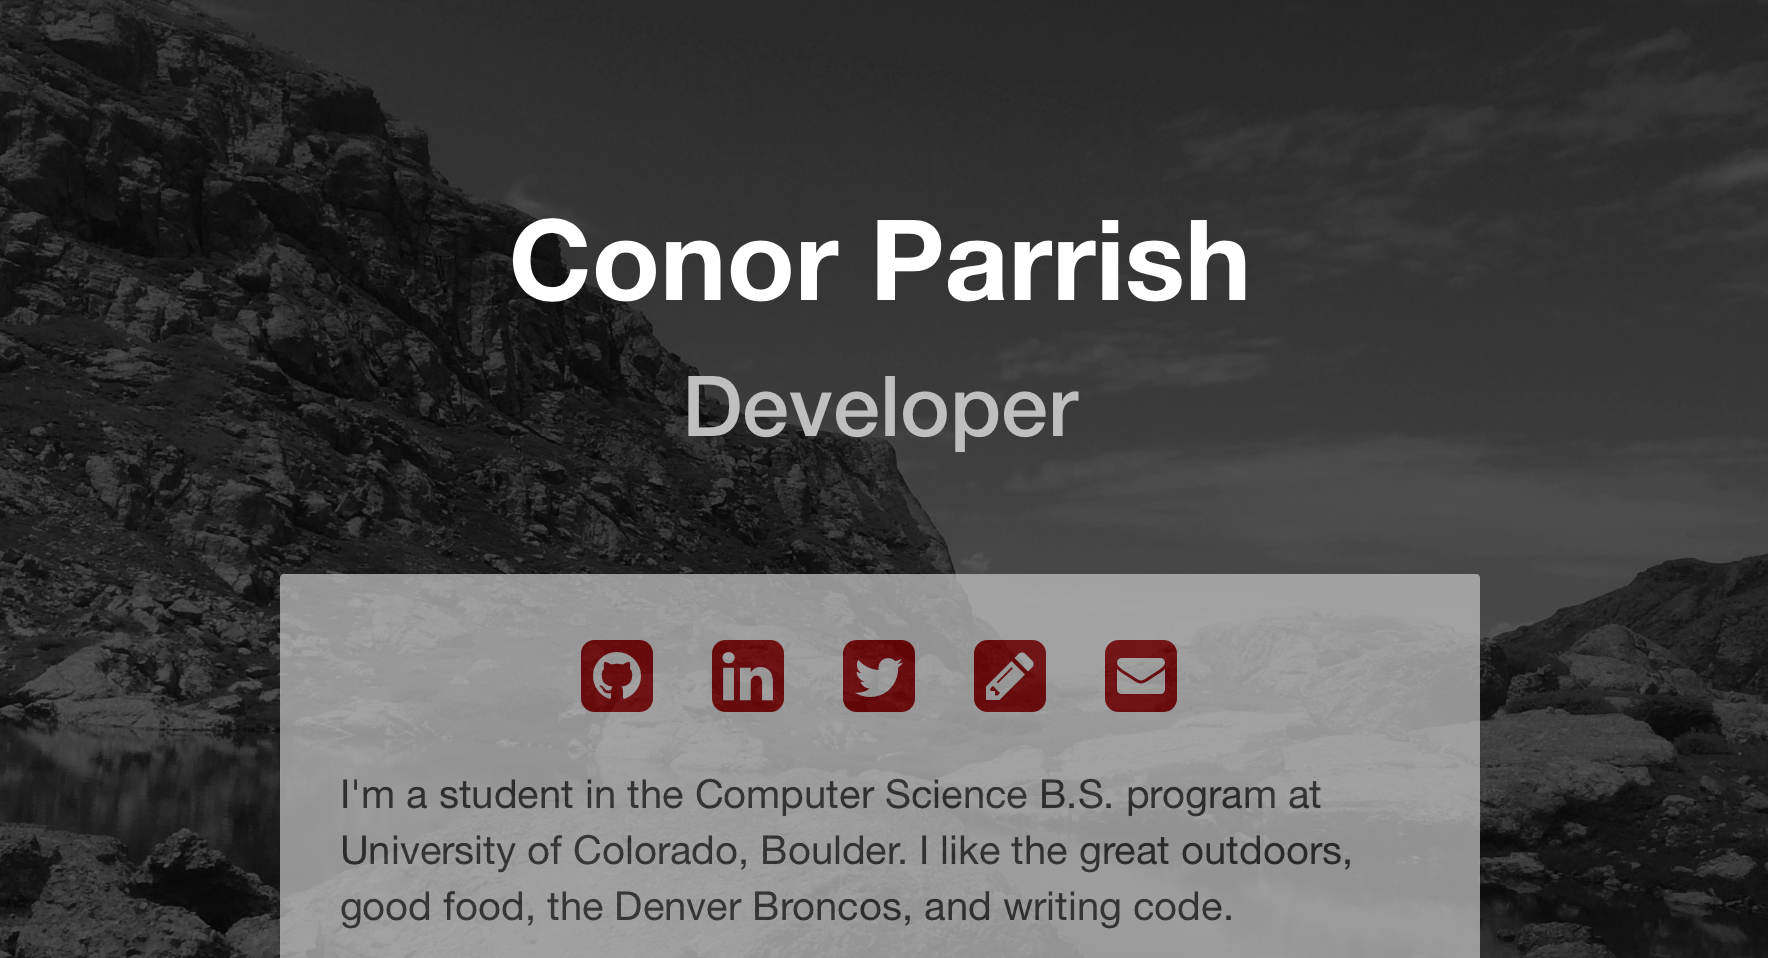 Conor Parrish
Developer
in
I'm a student in the Computer Science B.S. program at
University of Colorado, Boulder. I like the great outdoors,
good food, the Denver Broncos, and writing code.